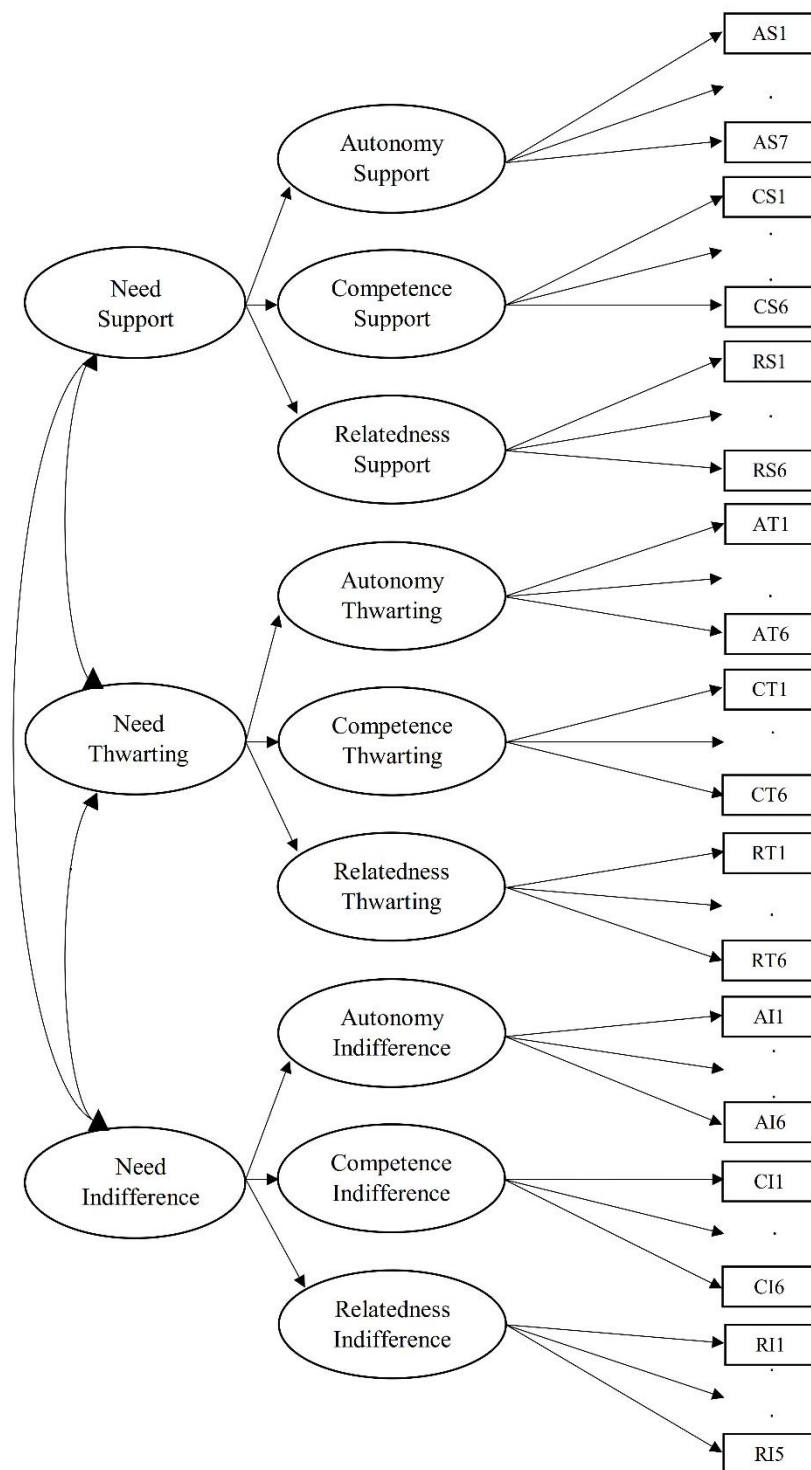 AS1
Autonomy
Support
AS7
CS1
Need
Support
Competence
Support
CS6
RS1
Relatedness
Support
RS6
AT1
Autonomy
Thwarting
AT6
CT1
Need
Thwarting
Competence
Thwarting
CT6
RT1
Relatedness
Thwarting
RT6
AI1
Autonomy
Indifference
AI6
Need
Indifference
Competence
Indifference
CI1
CI6
Relatedness
Indifference
RI1
RI5